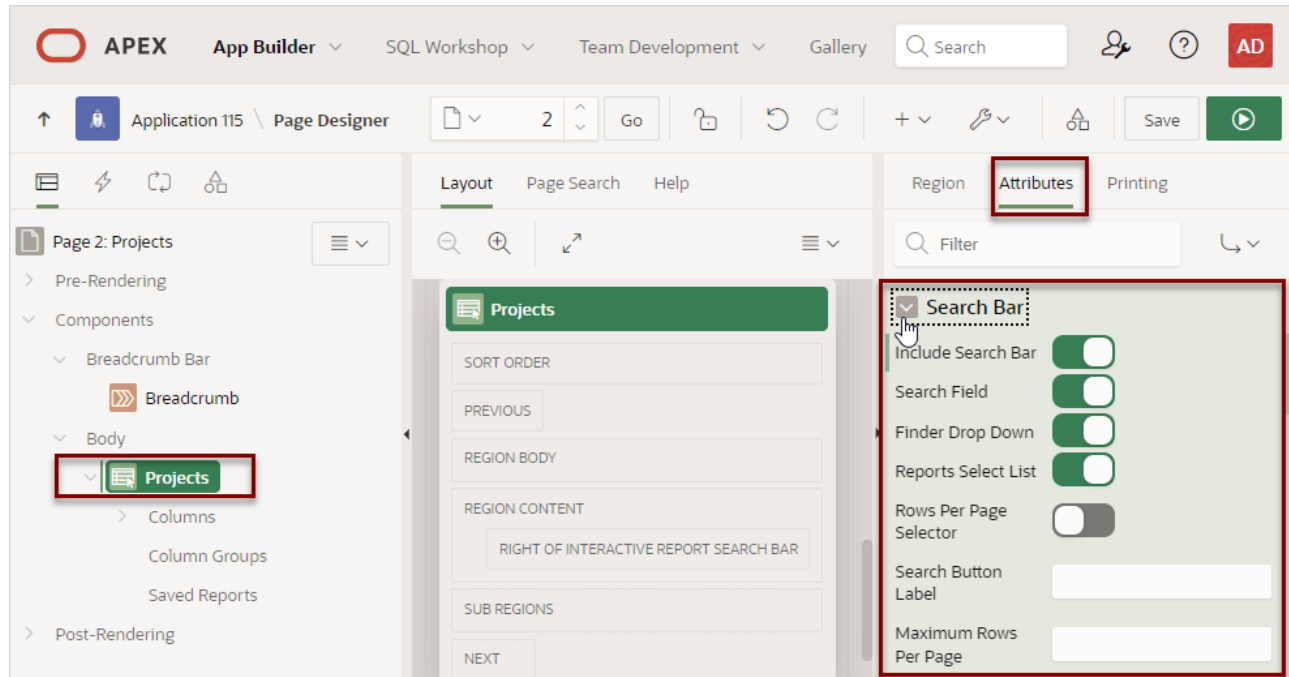 APEX App Builder SQL Workshop Team Development Gallery Search AD
Application 115 \ Page Designer 2 Go Save
Layout Page Search Help
Region Attributes Printing
Page 2: Projects
Filter
Pre-Rendering
Components
Breadcrumb Bar
Breadcrumb
Body
Projects
Columns
Column Groups
Saved Reports
Post-Rendering
Projects
SORT ORDER
PREVIOUS
REGION BODY
REGION CONTENT
RIGHT OF INTERACTIVE REPORT SEARCH BAR
SUB REGIONS
NEXT
Search Bar
Include Search Bar
Search Field
Finder Drop Down
Reports Select List
Rows Per Page
Selector
Search Button
Label
Maximum Rows
Per Page